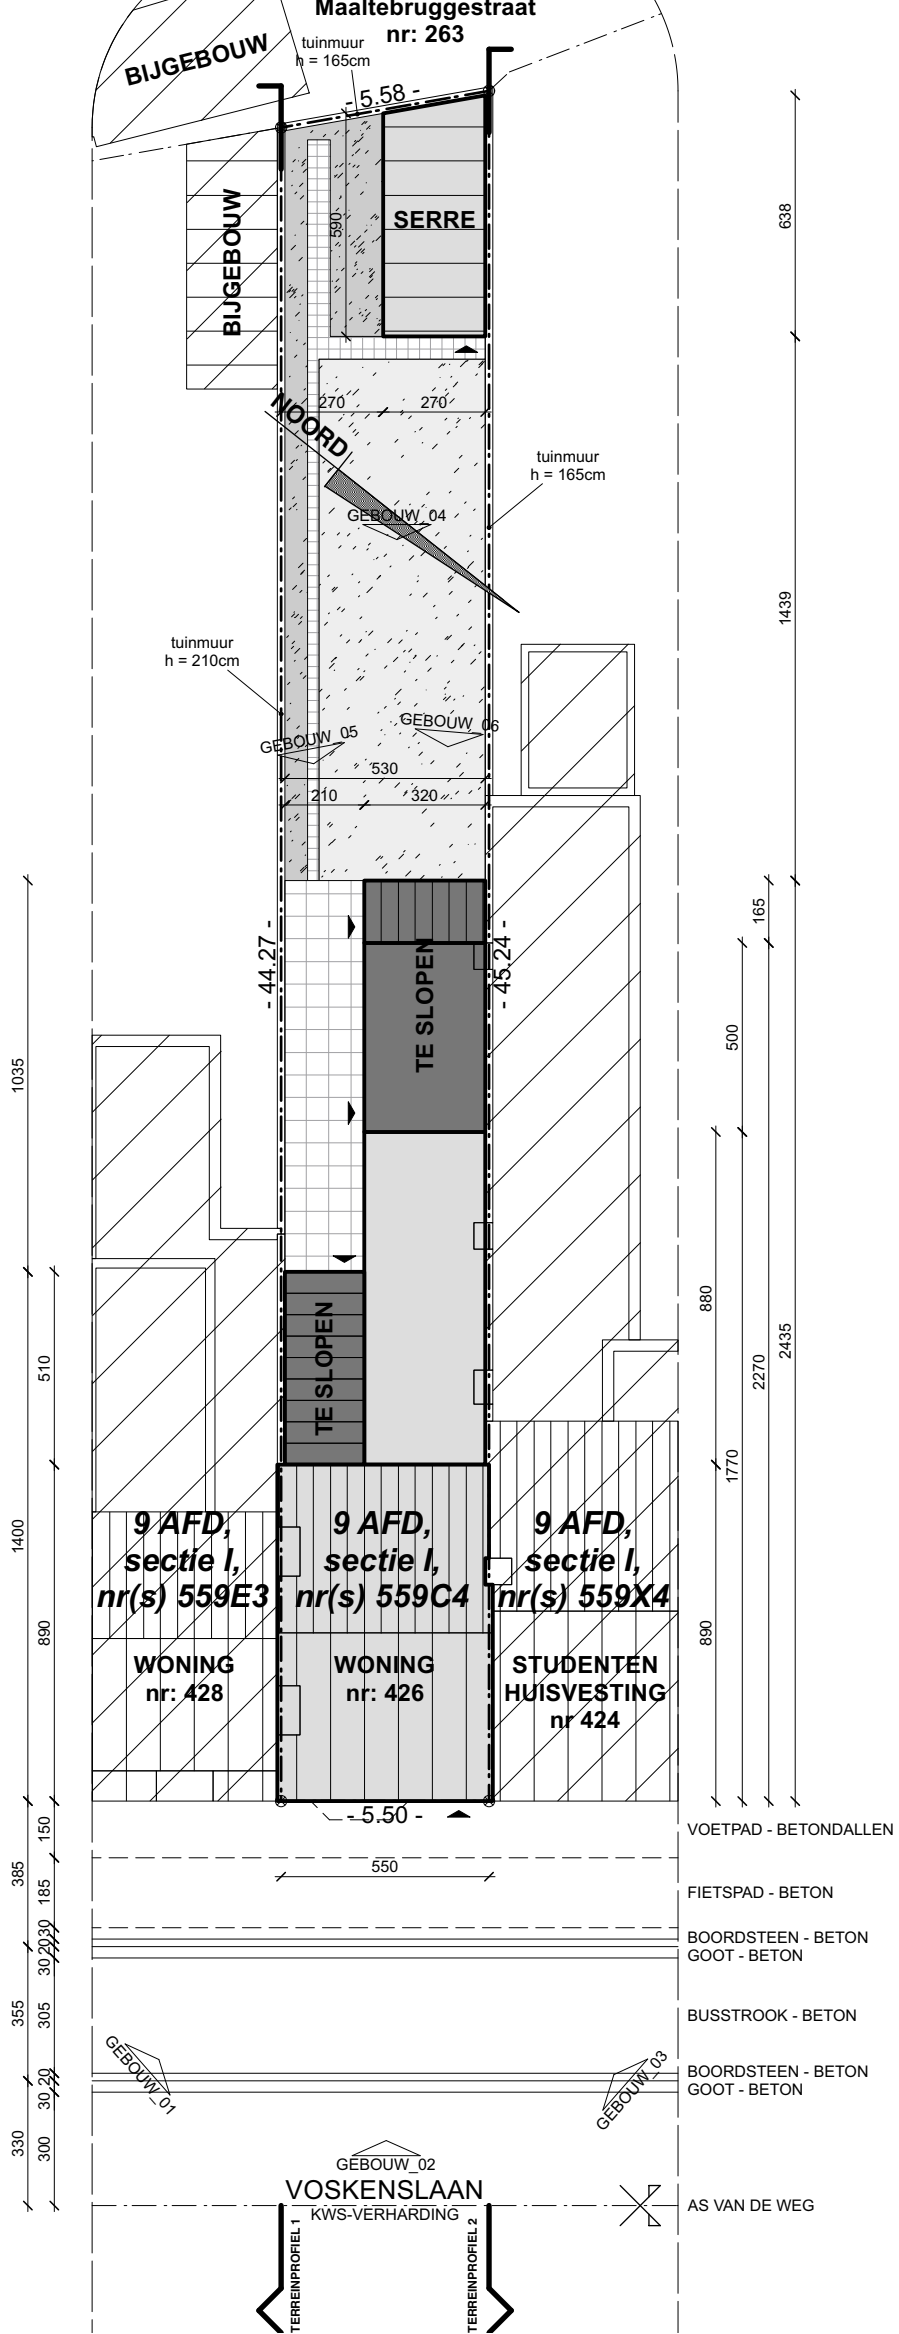 Maaltebruggestraat
nr: 263
BIJGEBOUW
tuinmuur
h = 165cm
- 5.58 -
BIJGEBOUW
590
SERRE
638
270
270
NOORD
tuinmuur
h = 165cm
GEBOUW_04
1439
tuinmuur
h = 210cm
GEBOUW_05
GEBOUW_06
530
210
320
- 44.27 -
- 45.24 -
TE SLOPEN
165
500
1035
880
2435
2270
1770
510
TE SLOPEN
9 AFD,
sectie I,
nr(s) 559E3
9 AFD,
sectie I,
nr(s) 559C4
9 AFD,
sectie I,
nr(s) 559X4
1400
890
890
WONING
nr: 428
WONING
nr: 426
STUDENTEN
HUISVESTING
nr 424
- 5.50 -
150
VOETPAD - BETONDALLEN
550
385
185
FIETSPAD - BETON
30
20
30
BOORDSTEEN - BETON
GOOT - BETON
355
305
BUSSTROOK - BETON
GEBOUW_01
GEBOUW_03
20
30
BOORDSTEEN - BETON
GOOT - BETON
330
300
GEBOUW_02
VOSKENSLAAN
KWS-VERHARDING
AS VAN DE WEG
TERREINPROFIEL 1
TERREINPROFIEL 2